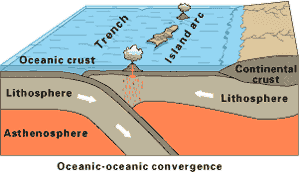 Trench
Island arc
Oceanic crust
Continental
crust
Lithosphere
Lithosphere
Asthenosphere
Oceanic-oceanic convergence